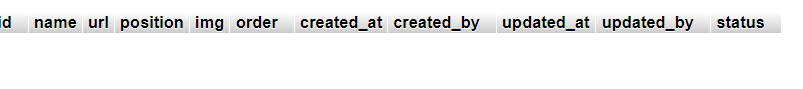 id name url position img order created_at created_by updated_at updated_by status